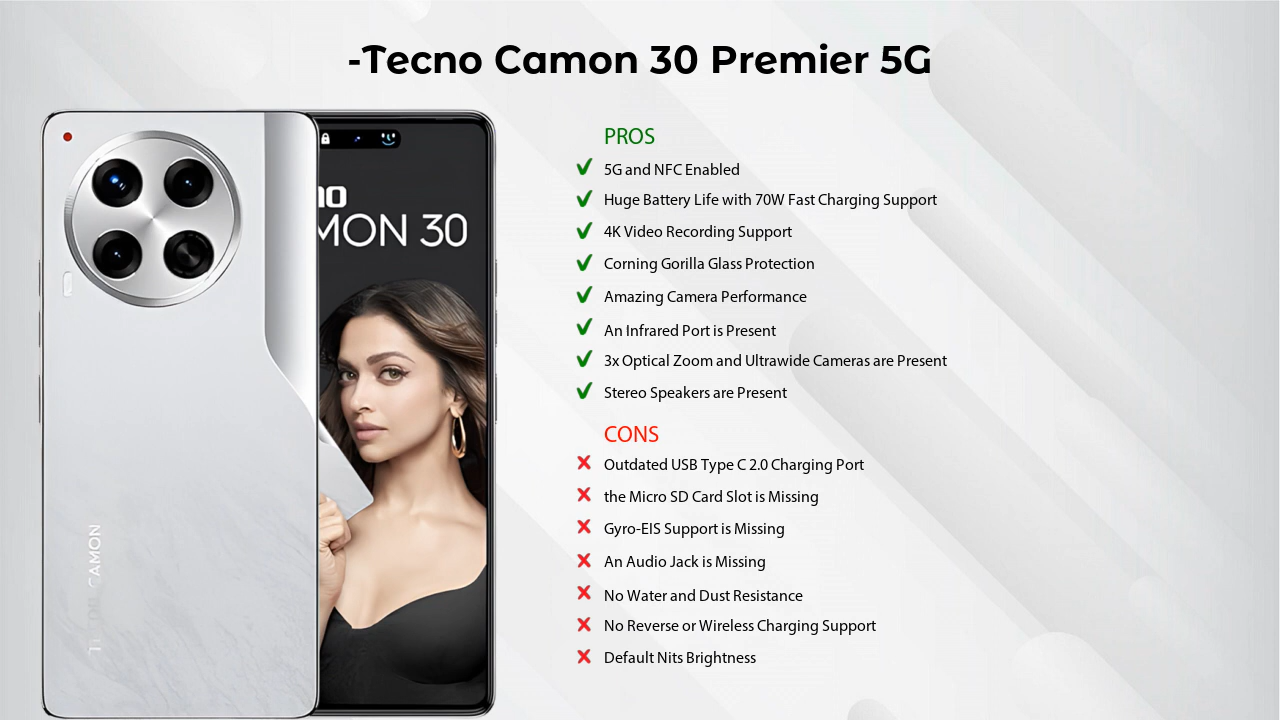 -Tecno Camon 30 Premier 5G
MON 30
CAMON
PROS
5G and NFC Enabled
Huge Battery Life with 70W Fast Charging Support
4K Video Recording Support
Corning Gorilla Glass Protection
Amazing Camera Performance
An Infrared Port is Present
3x Optical Zoom and Ultrawide Cameras are Present
Stereo Speakers are Present
CONS
Outdated USB Type C 2.0 Charging Port
the Micro SD Card Slot is Missing
Gyro-EIS Support is Missing
An Audio Jack is Missing
No Water and Dust Resistance
No Reverse or Wireless Charging Support
Default Nits Brightness